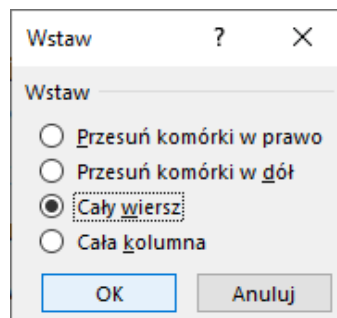 Wstaw ? X
Wstaw
Przesuń komórki w prawo
Przesuń komórki w dół
Cały wiersz
Cała kolumna
OK Anuluj